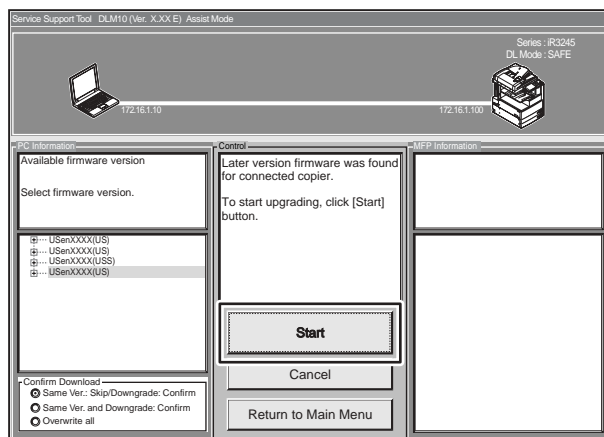 Service Support Tool DLM10 (Ver. X.XX E) Assist Mode
Series : iR3245
DL Mode : SAFE
172.16.1.10
172.16.1.100
PC Information
Available firmware version
Select firmware version.
USenXXXX(US)
USenXXXX(US)
USenXXXX(USS)
USenXXXX(US)
Confirm Download
Same Ver.: Skip/Downgrade: Confirm
Same Ver. and Downgrade: Confirm
Overwrite all
Control
Later version firmware was found
for connected copier.
To start upgrading, click [Start]
button.
Start
Cancel
Return to Main Menu
MFP Information